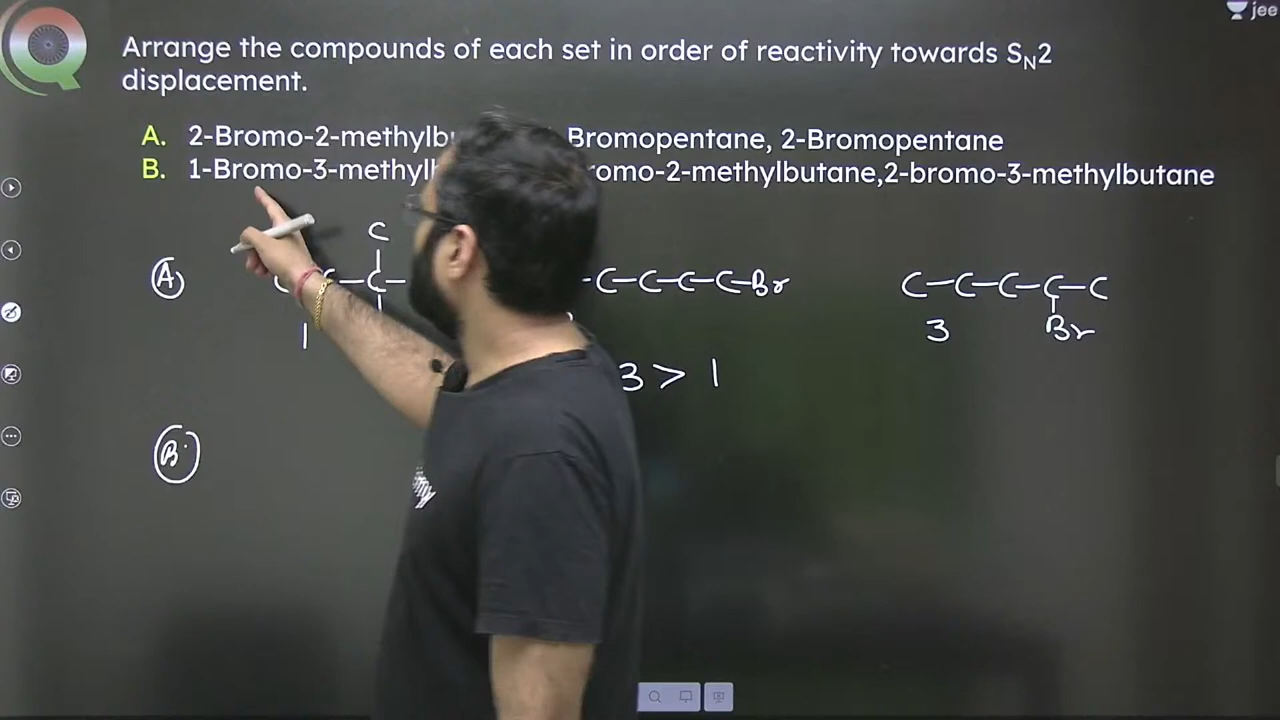 jee
Arrange the compounds of each set in order of reactivity towards SN2
displacement.
A. 2-Bromo-2-methylb Bromopentane, 2-Bromopentane
B. 1-Bromo-3-methylb romo-2-methylbutane,2-bromo-3-methylbutane
C
A C-C- -C-C-C-C-Br C-C-C-C-C
1 3 Br
3 > 1
B